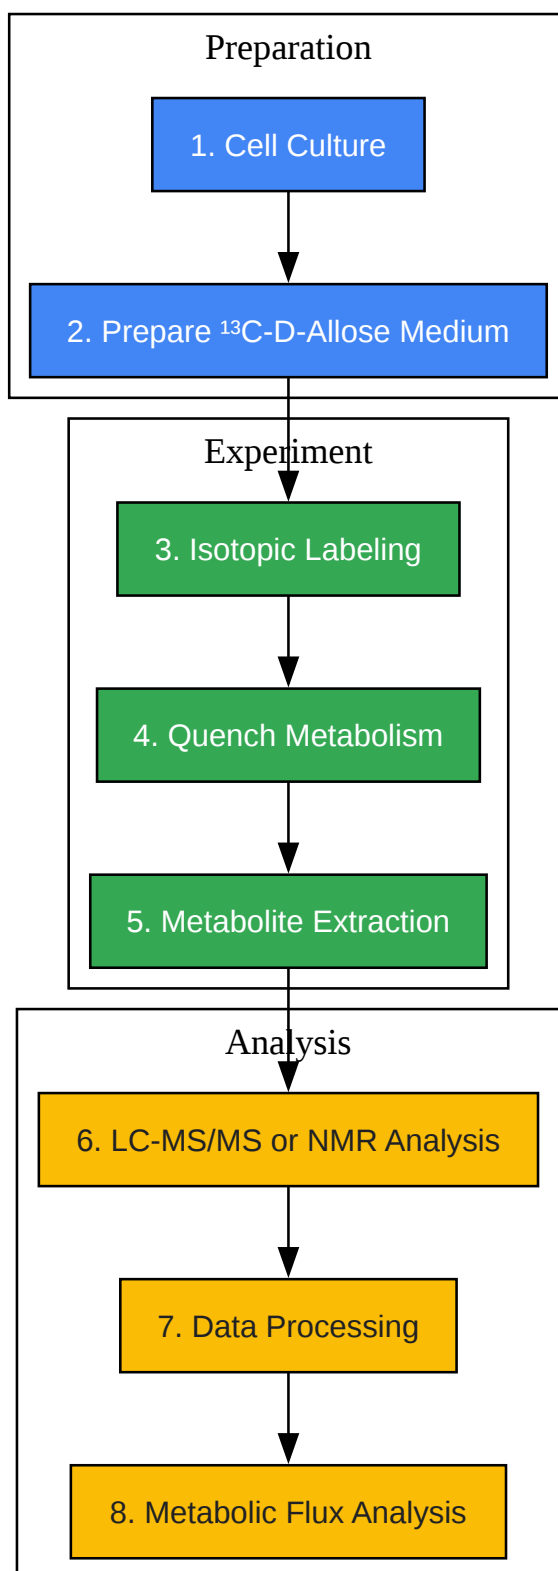 Preparation
1. Cell Culture
2. Prepare ¹³C-D-Allose Medium
Experiment
3. Isotopic Labeling
4. Quench Metabolism
5. Metabolite Extraction
Analysis
6. LC-MS/MS or NMR Analysis
7. Data Processing
8. Metabolic Flux Analysis